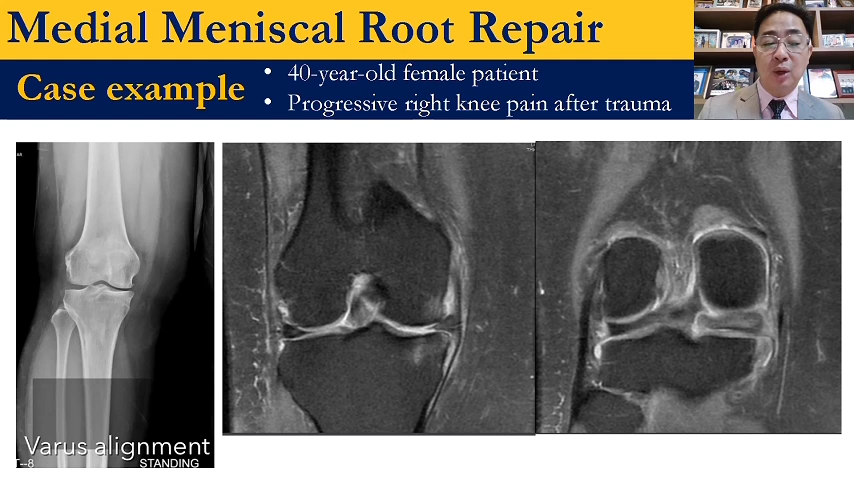 Medial Meniscal Root Repair
Case example
• 40-year-old female patient
• Progressive right knee pain after trauma
Varus alignment
T--8
STANDING